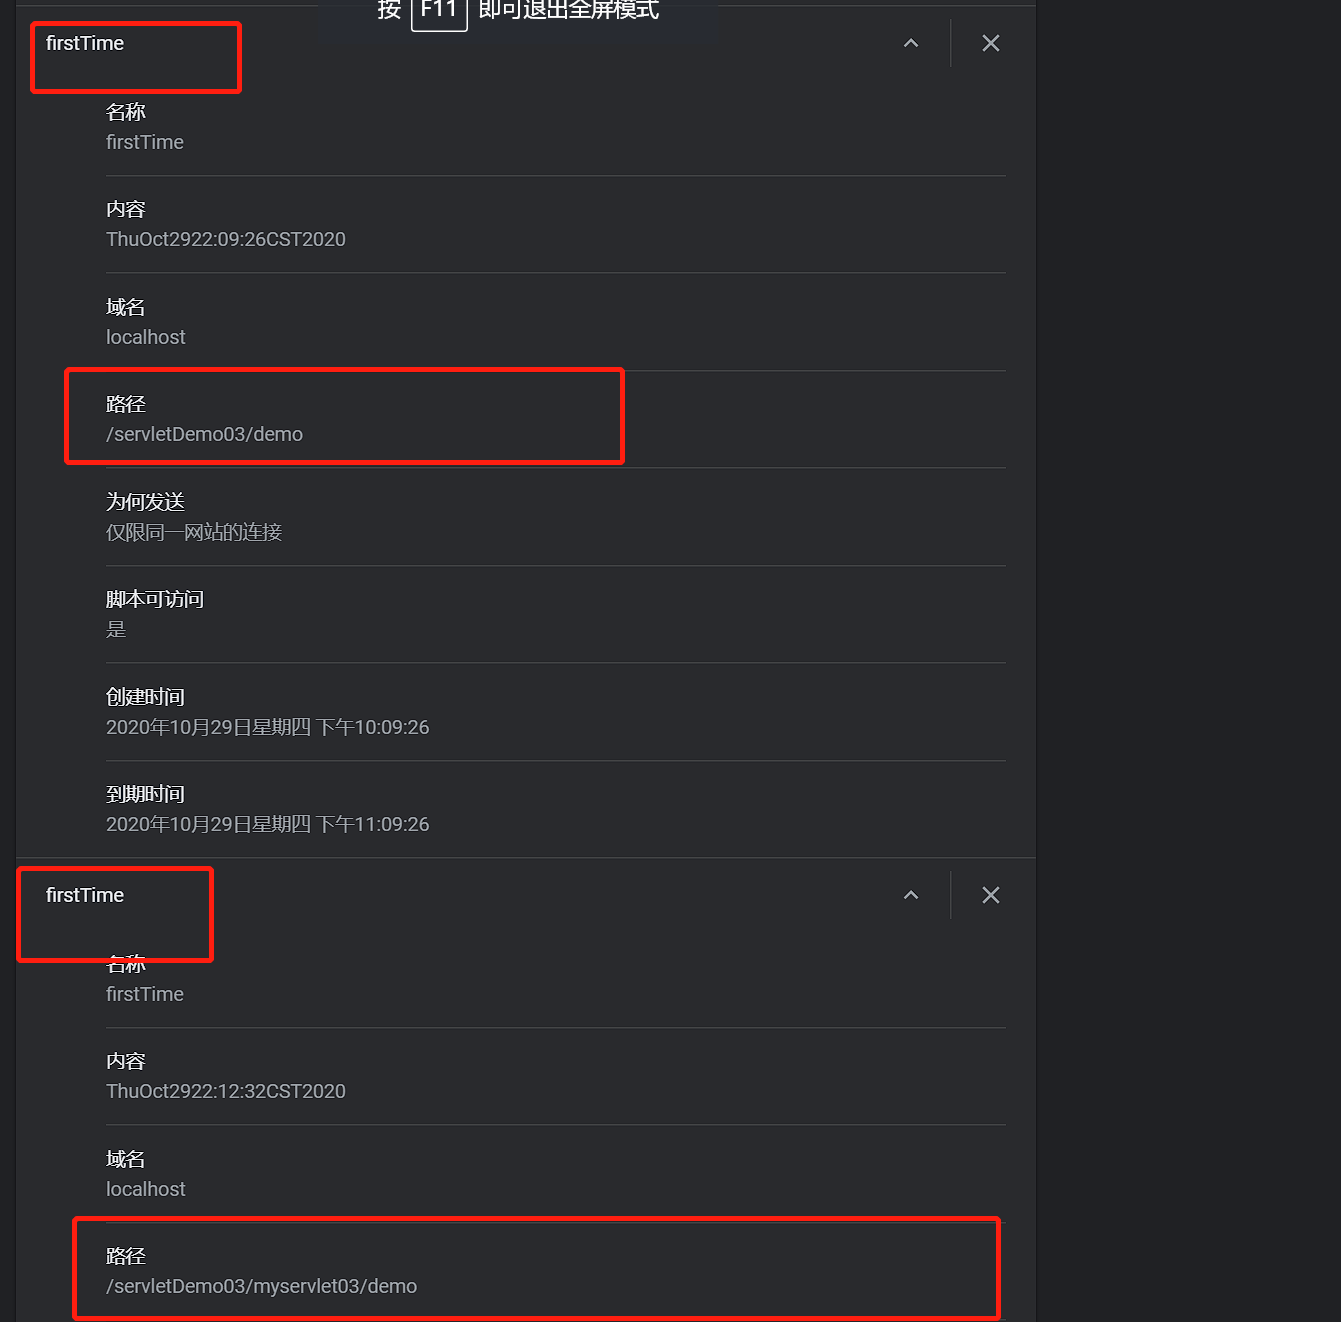 按 F11 即可退出全屏模式
firstTime
名称
firstTime
内容
ThuOct2922:09:26CST2020
域名
localhost
路径
/servletDemo03/demo
为何发送
仅限同一网站的连接
脚本可访问
是
创建时间
2020年10月29日星期四 下午10:09:26
到期时间
2020年10月29日星期四 下午11:09:26
firstTime
名称
firstTime
内容
ThuOct2922:12:32CST2020
域名
localhost
路径
/servletDemo03/myservlet03/demo